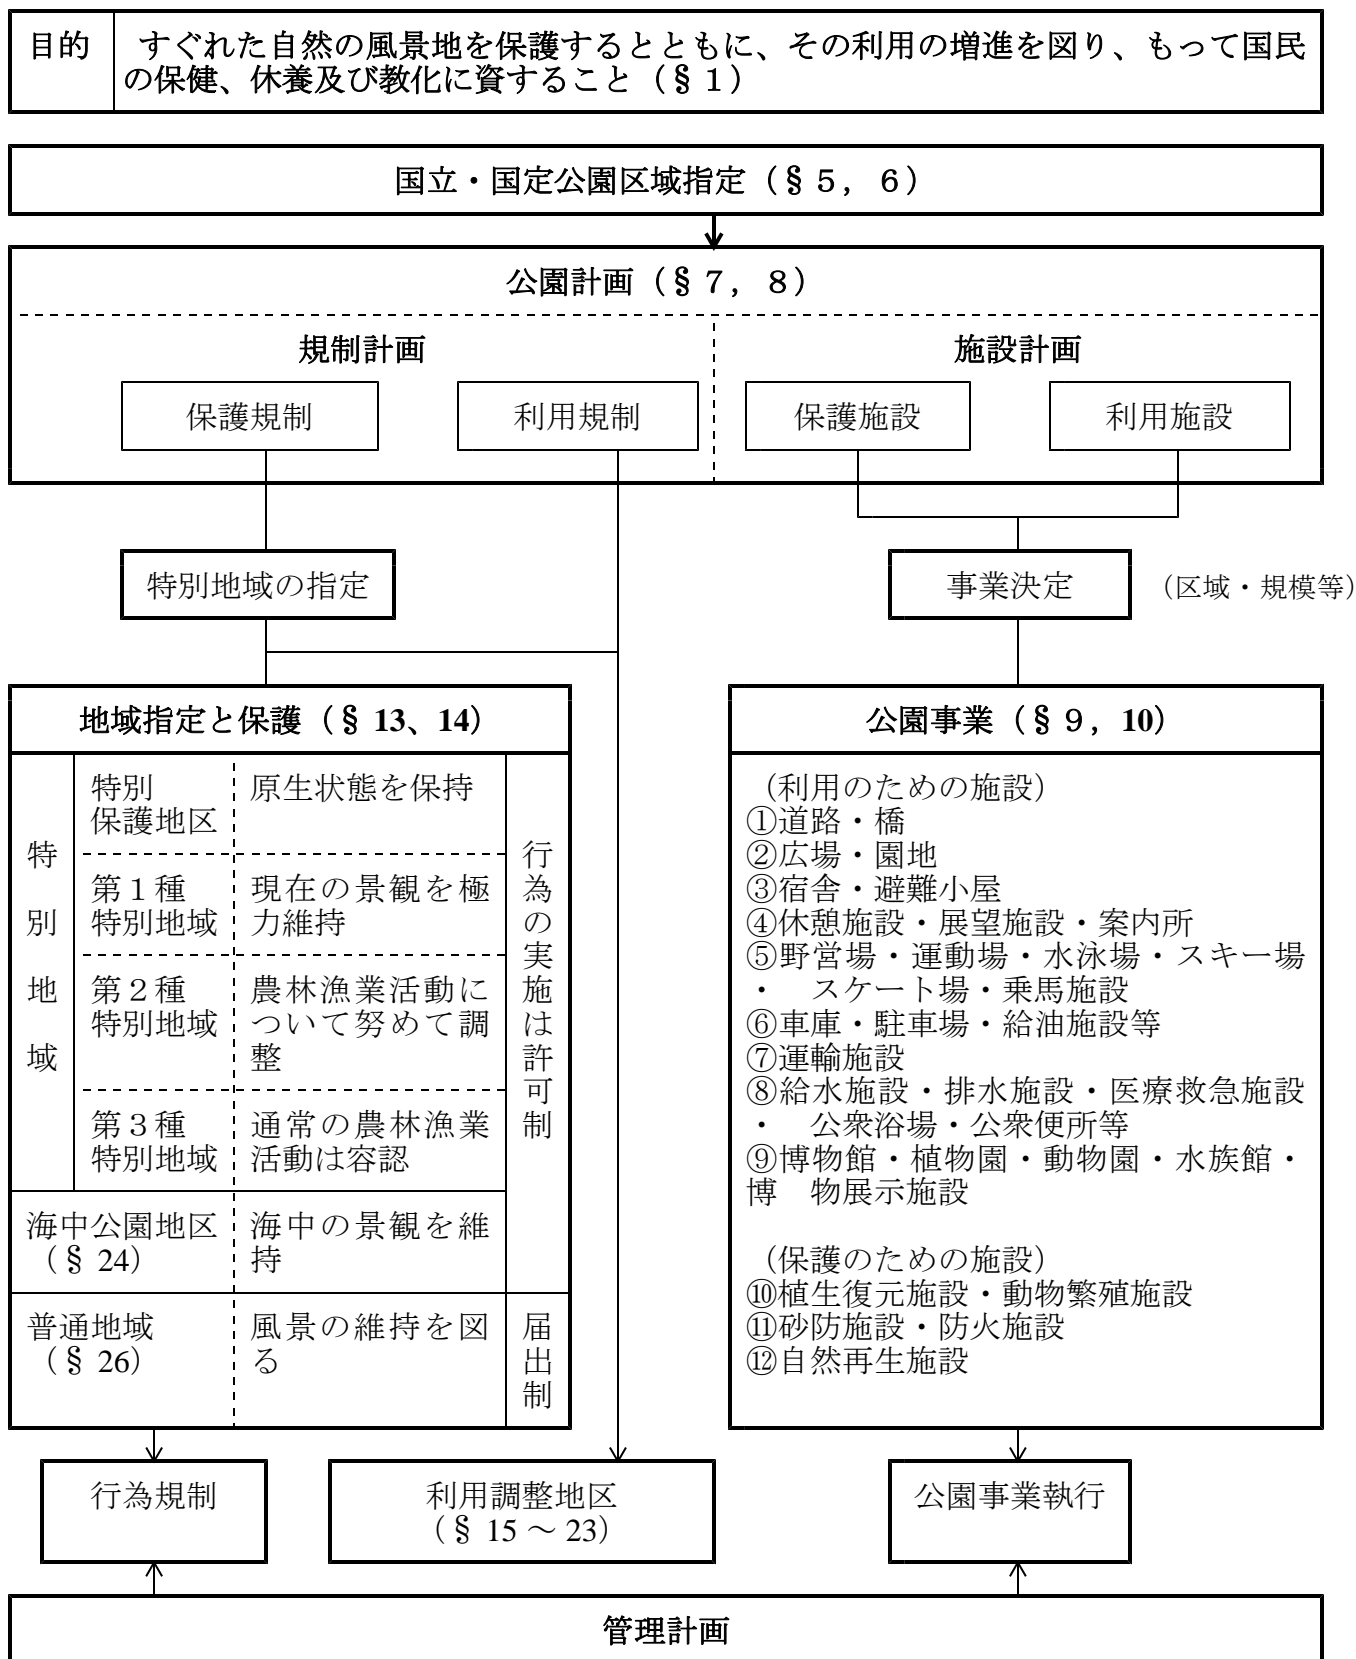 目的
すぐれた自然の風景地を保護するとともに、その利用の増進を図り、もって国民
の保健、休養及び教化に資すること（§１）
国立・国定公園区域指定（§５，６）
公園計画（§７，８）
規制計画
施設計画
保護規制
利用規制
保護施設
利用施設
特別地域の指定
事業決定
（区域・規模等）
地域指定と保護（§ 13、14）
特別地域
特別
保護地区
原生状態を保持
第１種
特別地域
現在の景観を極
力維持
第２種
特別地域
農林漁業活動に
ついて努めて調
整
第３種
特別地域
通常の農林漁業
活動は容認
行為の実施は許可制
海中公園地区
（§ 24）
海中の景観を維
持
普通地域
（§ 26）
風景の維持を図
る
届出制
公園事業（§９，10）
（利用のための施設）
①道路・橋
②広場・園地
③宿舎・避難小屋
④休憩施設・展望施設・案内所
⑤野営場・運動場・水泳場・スキー場
・　スケート場・乗馬施設
⑥車庫・駐車場・給油施設等
⑦運輸施設
⑧給水施設・排水施設・医療救急施設
・　公衆浴場・公衆便所等
⑨博物館・植物園・動物園・水族館・
博　物展示施設
（保護のための施設）
⑩植生復元施設・動物繁殖施設
⑪砂防施設・防火施設
⑫自然再生施設
行為規制
利用調整地区
（§ 15 ～ 23）
公園事業執行
管理計画